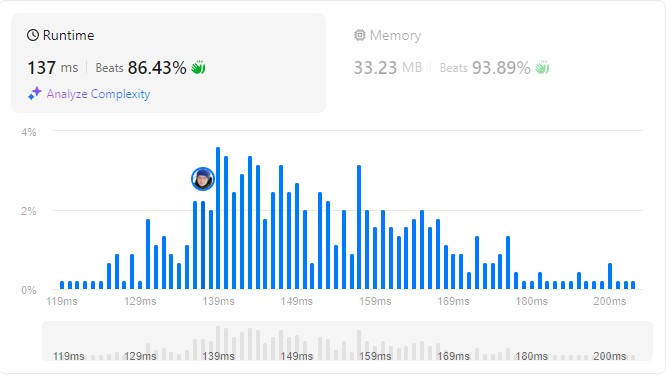 Runtime
137 ms Beats 86.43%
Analyze Complexity
Memory
33.23 MB Beats 93.89%
4%
2%
0%
119ms 129ms 139ms 149ms 159ms 169ms 180ms 200ms
119ms 129ms 139ms 149ms 159ms 169ms 180ms 200ms